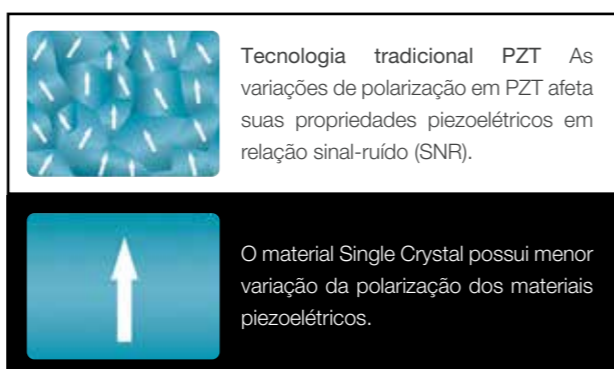 Tecnologia tradicional PZT As
variações de polarização em PZT afeta
suas propriedades piezoelétricos em
relação sinal-ruído (SNR).
O material Single Crystal possui menor
variação da polarização dos materiais
piezoelétricos.